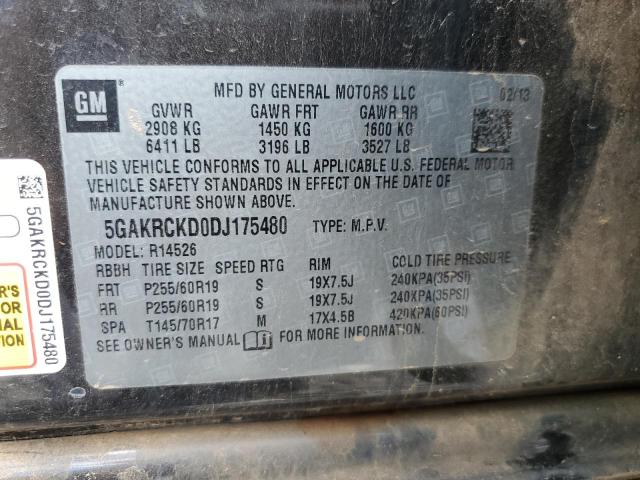 GM
MFD BY GENERAL MOTORS LLC 02/13
GVWR GAWR FRT GAWR RR
2908 KG 1450 KG 1600 KG
6411 LB 3196 LB 3527 LB
THIS VEHICLE CONFORMS TO ALL APPLICABLE U.S. FEDERAL MOTOR
VEHICLE SAFETY STANDARDS IN EFFECT ON THE DATE OF
MANUFACTURE SHOWN ABOVE.
5GAKRCKD0DJ175480 TYPE: M.P.V.
MODEL: R14526
RBBH TIRE SIZE SPEED RTG RIM COLD TIRE PRESSURE
FRT P255/60R19 S 19X7.5J 240KPA(35PSI)
RR P255/60R19 S 19X7.5J 240KPA(35PSI)
SPA T145/70R17 M 17X4.5B 420KPA(60PSI)
SEE OWNER'S MANUAL FOR MORE INFORMATION.
5GAKRCKD0DJ175480